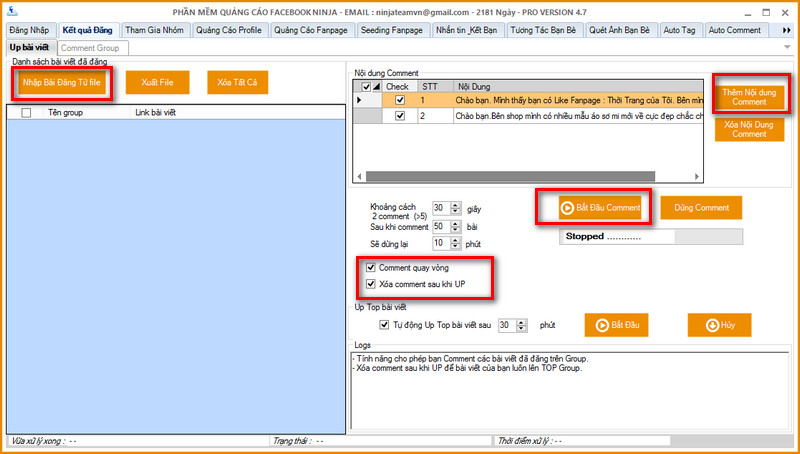 PHẦN MỀM QUẢNG CÁO FACEBOOK NINJA - EMAIL : ninjateamvn@gmail.com - 2181 Ngày - PRO VERSION 4.7
Đăng Nhập Kết quả Đăng Tham Gia Nhóm Quảng Cáo Profile Quảng Cáo Fanpage Seeding Fanpage Nhắn tin _Kết Bạn Tương Tác Bạn Bè Quét Ảnh Bạn Bè Auto Tag Auto Comment
Up bài viết Comment Group
Danh sách bài viết đã đăng
Nhập Bài Đăng Từ file Xuất File Xóa Tất Cả
Tên group Link bài viết
Nội dung Comment
Check STT Nội Dung
1 Chào bạn. Mình thấy bạn có Like Fanpage : Thời Trang của Tôi. Bên mìn
2 Chào bạn.Bên shop mình có nhiều mẫu áo sơ mi mới về cực đẹp chắc ch
Thêm Nội dung
Comment
Xóa Nội Dung
Comment
Khoảng cách
2 comment (>5) 30 giây
Sau khi comment 50 bài
Sẽ dừng lại 10 phút
Bắt Đầu Comment Dừng Comment
Stopped ............
Comment quay vòng
Xóa comment sau khi UP
Up Top bài viết
Tự động Up Top bài viết sau 30 phút Bắt Đầu Hủy
Logs
- Tính năng cho phép bạn Comment các bài viết đã đăng trên Group.
- Xóa comment sau khi UP để bài viết của bạn luôn lên TOP Group.
Vừa xử lý xong : - - Trạng thái : - - Thời điểm xử lý : - -